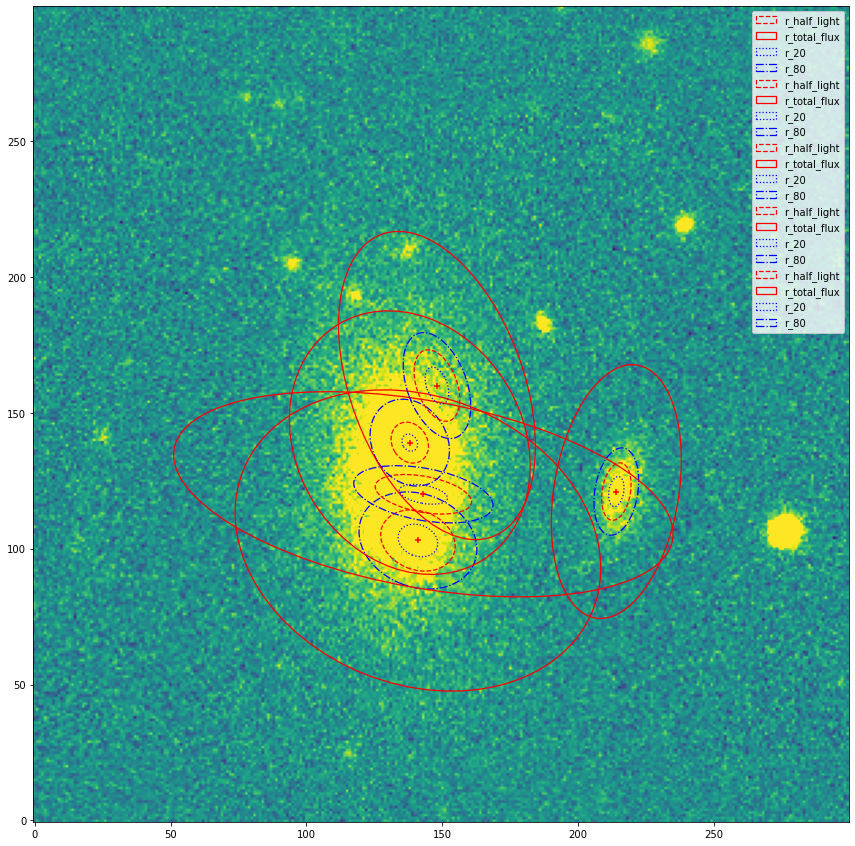 r_half_light
r_total_flux
r_20
r_80
r_half_light
r_total_flux
r_20
r_80
r_half_light
r_total_flux
r_20
r_80
r_half_light
r_total_flux
r_20
r_80
r_half_light
r_total_flux
r_20
r_80
250
200
150
100
50
0
0 50 100 150 200 250